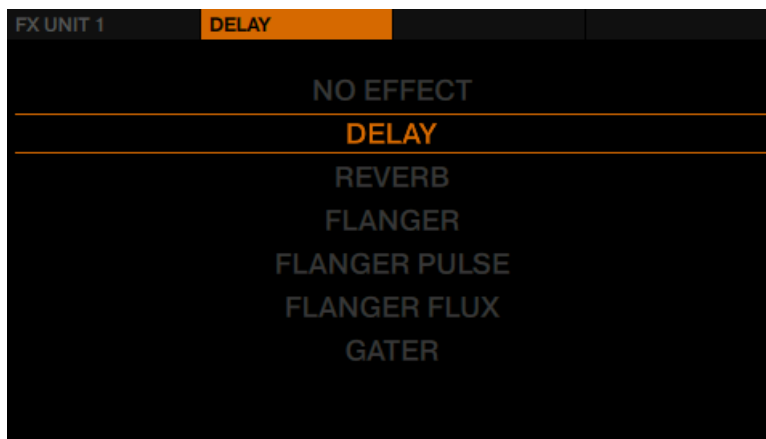 FX UNIT 1 DELAY
NO EFFECT
DELAY
REVERB
FLANGER
FLANGER PULSE
FLANGER FLUX
GATER